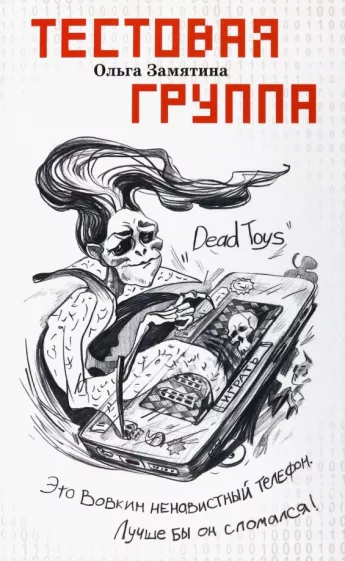 ТЕСТОВАЯ
Ольга Замятина
ГРУППА
"Dead Toys"
ИГРАТЬ
Это Вовкин ненавистный телефон.
Лучше бы он сломался!